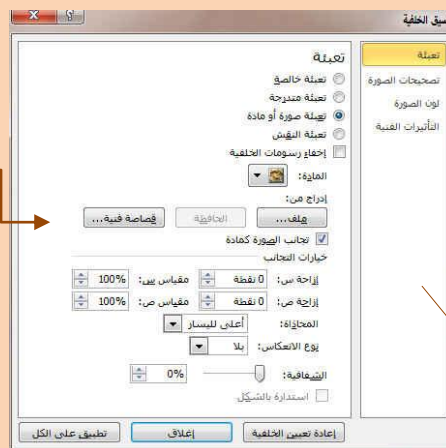 سيق الخلفية
تعبئة
تصحيحات الصورة
لون الصورة
التأثيرات الفنية
تعبئة
تعبئة خالصة
تعبئة متدرجة
تعبئة صورة أو مادة
تعبئة النقش
إخفاء رسومات الخلفية
المادة:
إدراج من:
ملف... الحافظة قصاصة فنية...
تجانب الصورة كمادة
خيارات التجانب
إزاحة س: 0 نقطة مقياس س: 100%
إزاحة ص: 0 نقطة مقياس ص: 100%
المحاذاة: أعلى لليسار
نوع الانعكاس: بلا
الشفافية: 0%
استدارة بالشكل
إعادة تعيين الخلفية إغلاق تطبيق على الكل